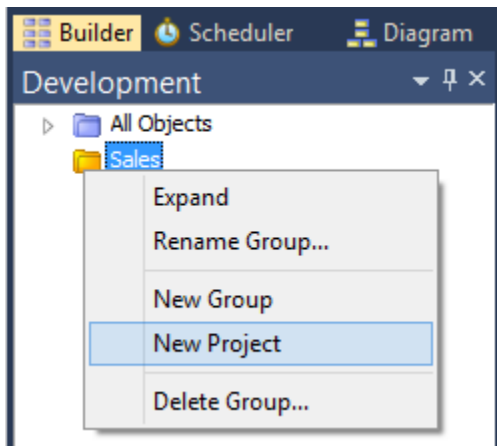 Builder Scheduler Diagram
Development
All Objects
Sales
Expand
Rename Group...
New Group
New Project
Delete Group...